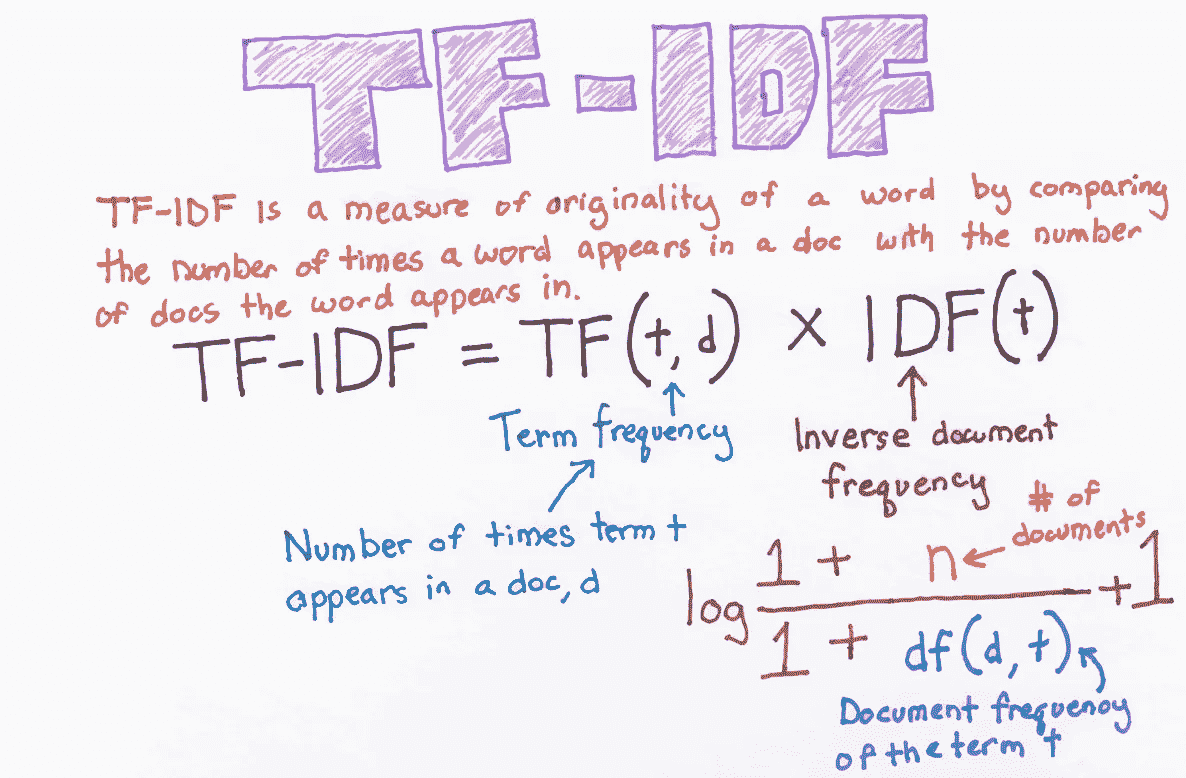 TF-IDF
TF-IDF is a measure of originality of a word by comparing
the number of times a word appears in a doc with the number
of docs the word appears in.
TF-IDF = TF(t, d) x IDF(t)
Term frequency
Inverse document
frequency
Number of times term t
appears in a doc, d
# of
documents
log 1 + n + 1
1 + df(d, t)
Document frequency
of the term t